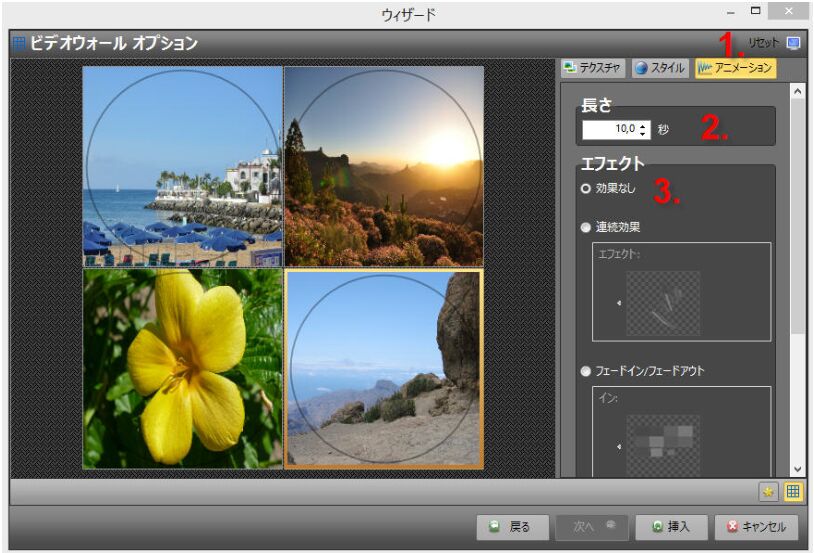 ウィザード
ビデオウォール オプション
1.
リセット
テクスチャ
スタイル
アニメーション
長さ
10,0 秒
2.
エフェクト
効果なし
3.
連続効果
エフェクト:
フェードイン/フェードアウト
イン:
戻る
次へ
挿入
キャンセル